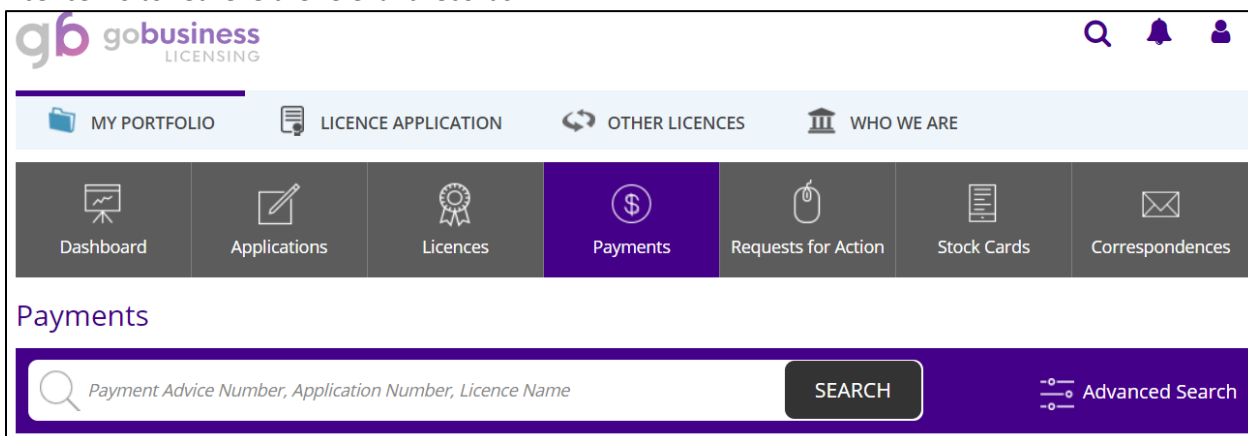 gb gobusiness
LICENSING
MY PORTFOLIO LICENCE APPLICATION OTHER LICENCES WHO WE ARE
Dashboard Applications Licences Payments Requests for Action Stock Cards Correspondences
Payments
Payment Advice Number, Application Number, Licence Name SEARCH Advanced Search